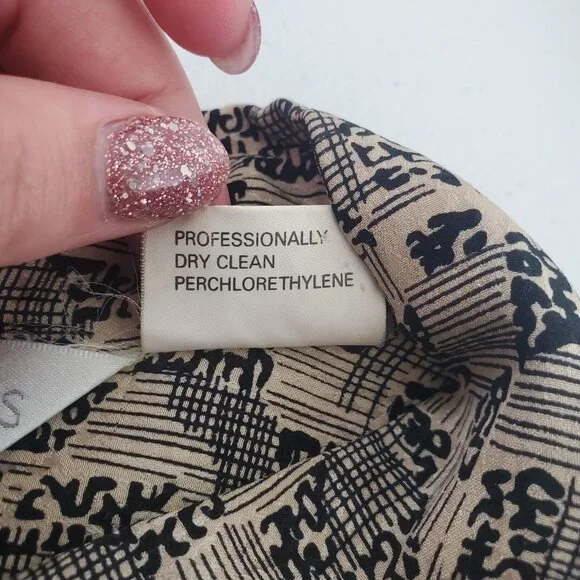 PROFESSIONALLY
DRY CLEAN
PERCHLORETHYLENE
S